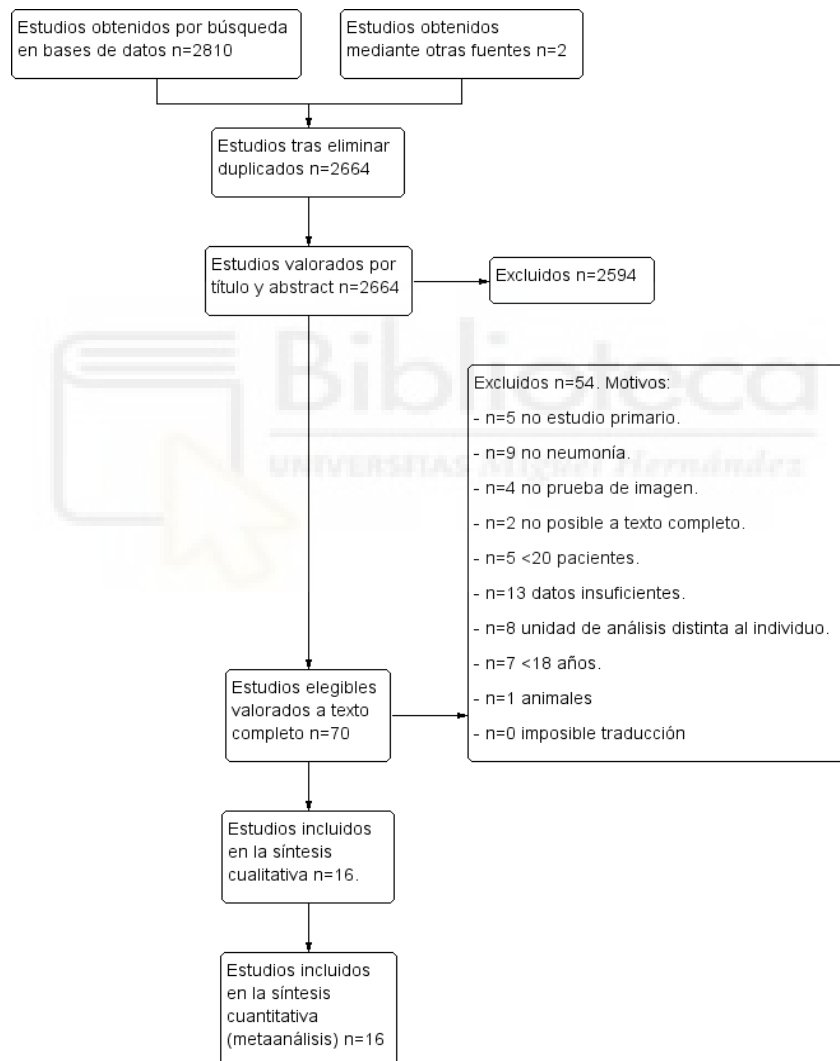 Estudios obtenidos por búsqueda
en bases de datos n=2810
Estudios obtenidos
mediante otras fuentes n=2
Estudios tras eliminar
duplicados n=2664
Estudios valorados por
título y abstract n=2664
Excluidos n=2594
Biblioteca
UNIVERSITAS Miguel Hernández
Excluidos n=54. Motivos:
- n=5 no estudio primario.
- n=9 no neumonía.
- n=4 no prueba de imagen.
- n=2 no posible a texto completo.
- n=5 <20 pacientes.
- n=13 datos insuficientes.
- n=8 unidad de análisis distinta al individuo.
- n=7 <18 años.
- n=1 animales
- n=0 imposible traducción
Estudios elegibles
valorados a texto
completo n=70
Estudios incluidos
en la síntesis
cualitativa n=16.
Estudios incluidos
en la síntesis
cuantitativa
(metaanálisis) n=16